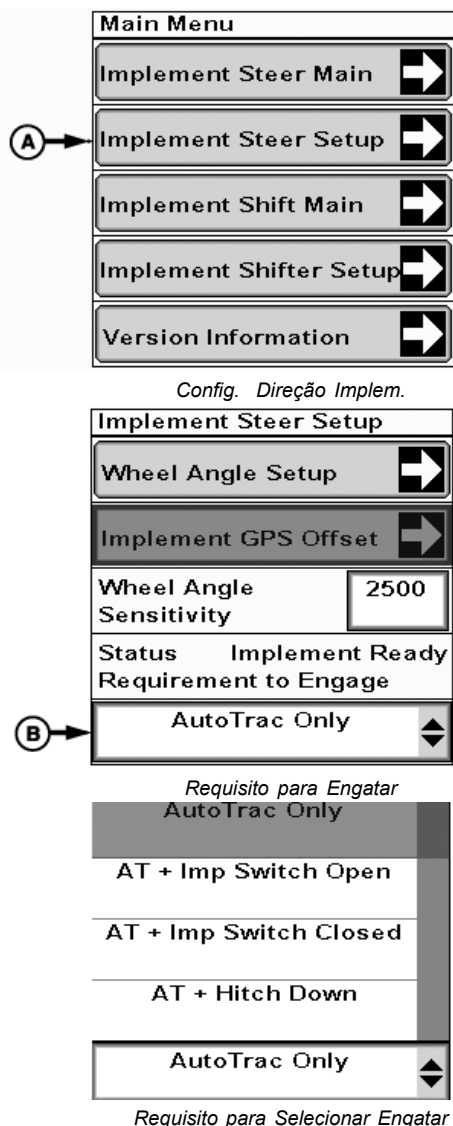 Main Menu
Implement Steer Main
A
Implement Steer Setup
Implement Shift Main
Implement Shifter Setup
Version Information
Config. Direção Implem.
Implement Steer Setup
Wheel Angle Setup
Implement GPS Offset
Wheel Angle 2500
Sensitivity
Status Implement Ready
Requirement to Engage
B
AutoTrac Only
Requisito para Engatar
AutoTrac Only
AT + Imp Switch Open
AT + Imp Switch Closed
AT + Hitch Down
AutoTrac Only
Requisito para Selecionar Engatar